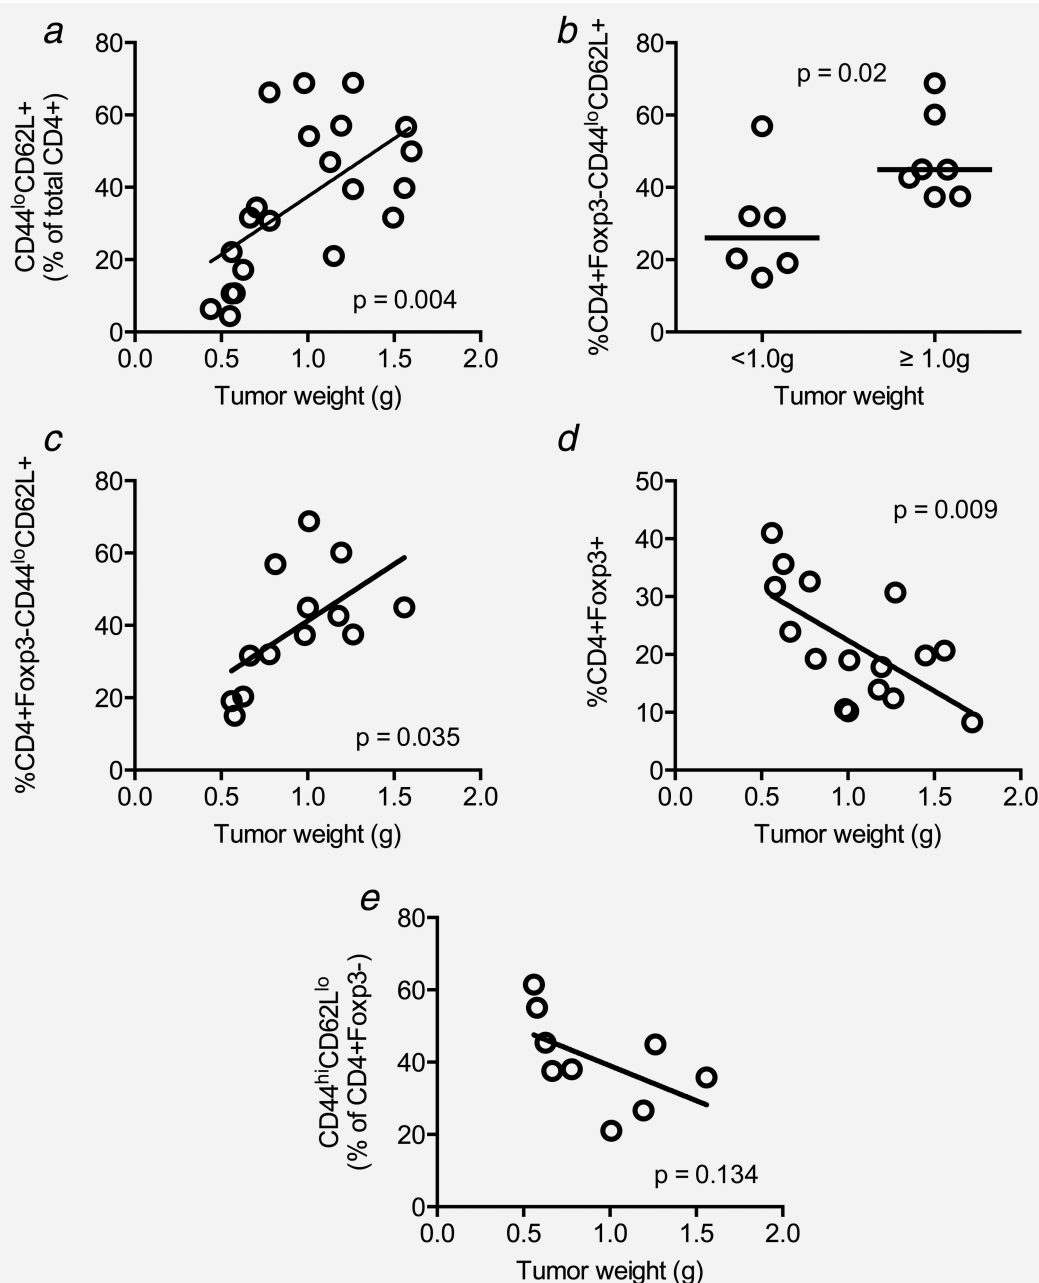 a
80
60
40
20
0
CD44loCD62L+
(% of total CD4+)
p = 0.004
0.0 0.5 1.0 1.5 2.0
Tumor weight (g)
b
80
60
40
20
0
%CD4+Foxp3-CD44loCD62L+
p = 0.02
<1.0g ≥ 1.0g
Tumor weight
c
80
60
40
20
0
%CD4+Foxp3-CD44loCD62L+
p = 0.035
0.0 0.5 1.0 1.5 2.0
Tumor weight (g)
d
50
40
30
20
10
0
%CD4+Foxp3+
p = 0.009
0.0 0.5 1.0 1.5 2.0
Tumor weight (g)
e
80
60
40
20
0
CD44hiCD62Llo
(% of CD4+Foxp3-)
p = 0.134
0.0 0.5 1.0 1.5 2.0
Tumor weight (g)